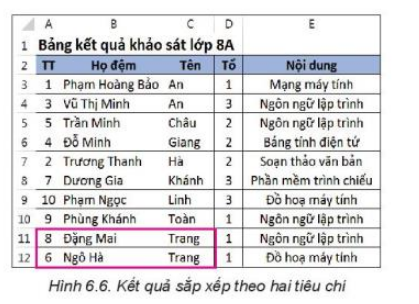 A B C D E
1 Bảng kết quả khảo sát lớp 8A
2 TT Họ đệm Tên Tổ Nội dung
3 1 Phạm Hoàng Bảo An 1 Mạng máy tính
4 3 Vũ Thị Minh An 3 Ngôn ngữ lập trình
5 5 Trần Minh Châu 2 Ngôn ngữ lập trình
6 4 Đỗ Minh Giang 2 Bảng tính điện tử
7 2 Trương Thanh Hà 2 Soạn thảo văn bản
8 7 Dương Gia Khánh 3 Phần mềm trình chiếu
9 10 Phạm Ngọc Linh 3 Đồ hoạ máy tính
10 9 Phùng Khánh Toàn 1 Ngôn ngữ lập trình
11 8 Đặng Mai Trang 1 Ngôn ngữ lập trình
12 6 Ngô Hà Trang 1 Đồ hoạ máy tính
Hình 6.6. Kết quả sắp xếp theo hai tiêu chí